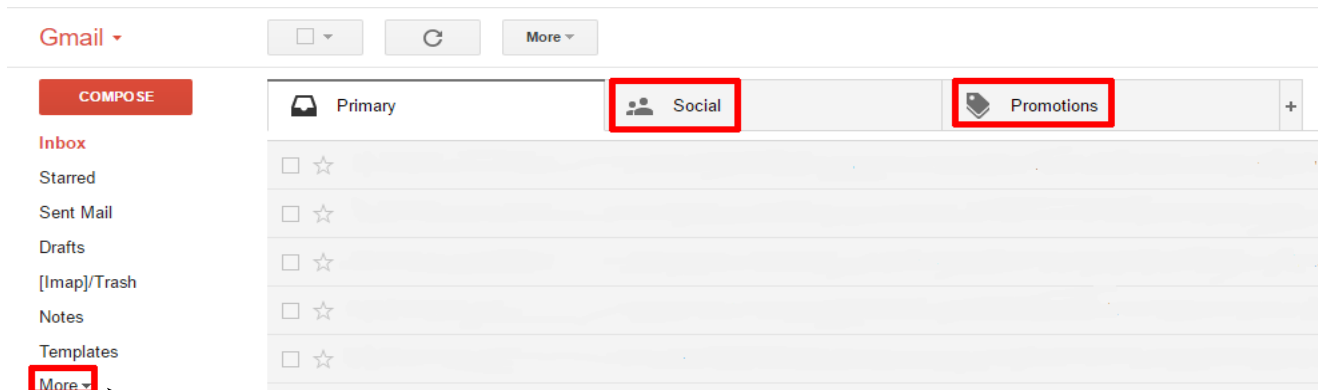 Gmail
More
COMPOSE
Primary
Social
Promotions
+
Inbox
Starred
Sent Mail
Drafts
[Imap]/Trash
Notes
Templates
More